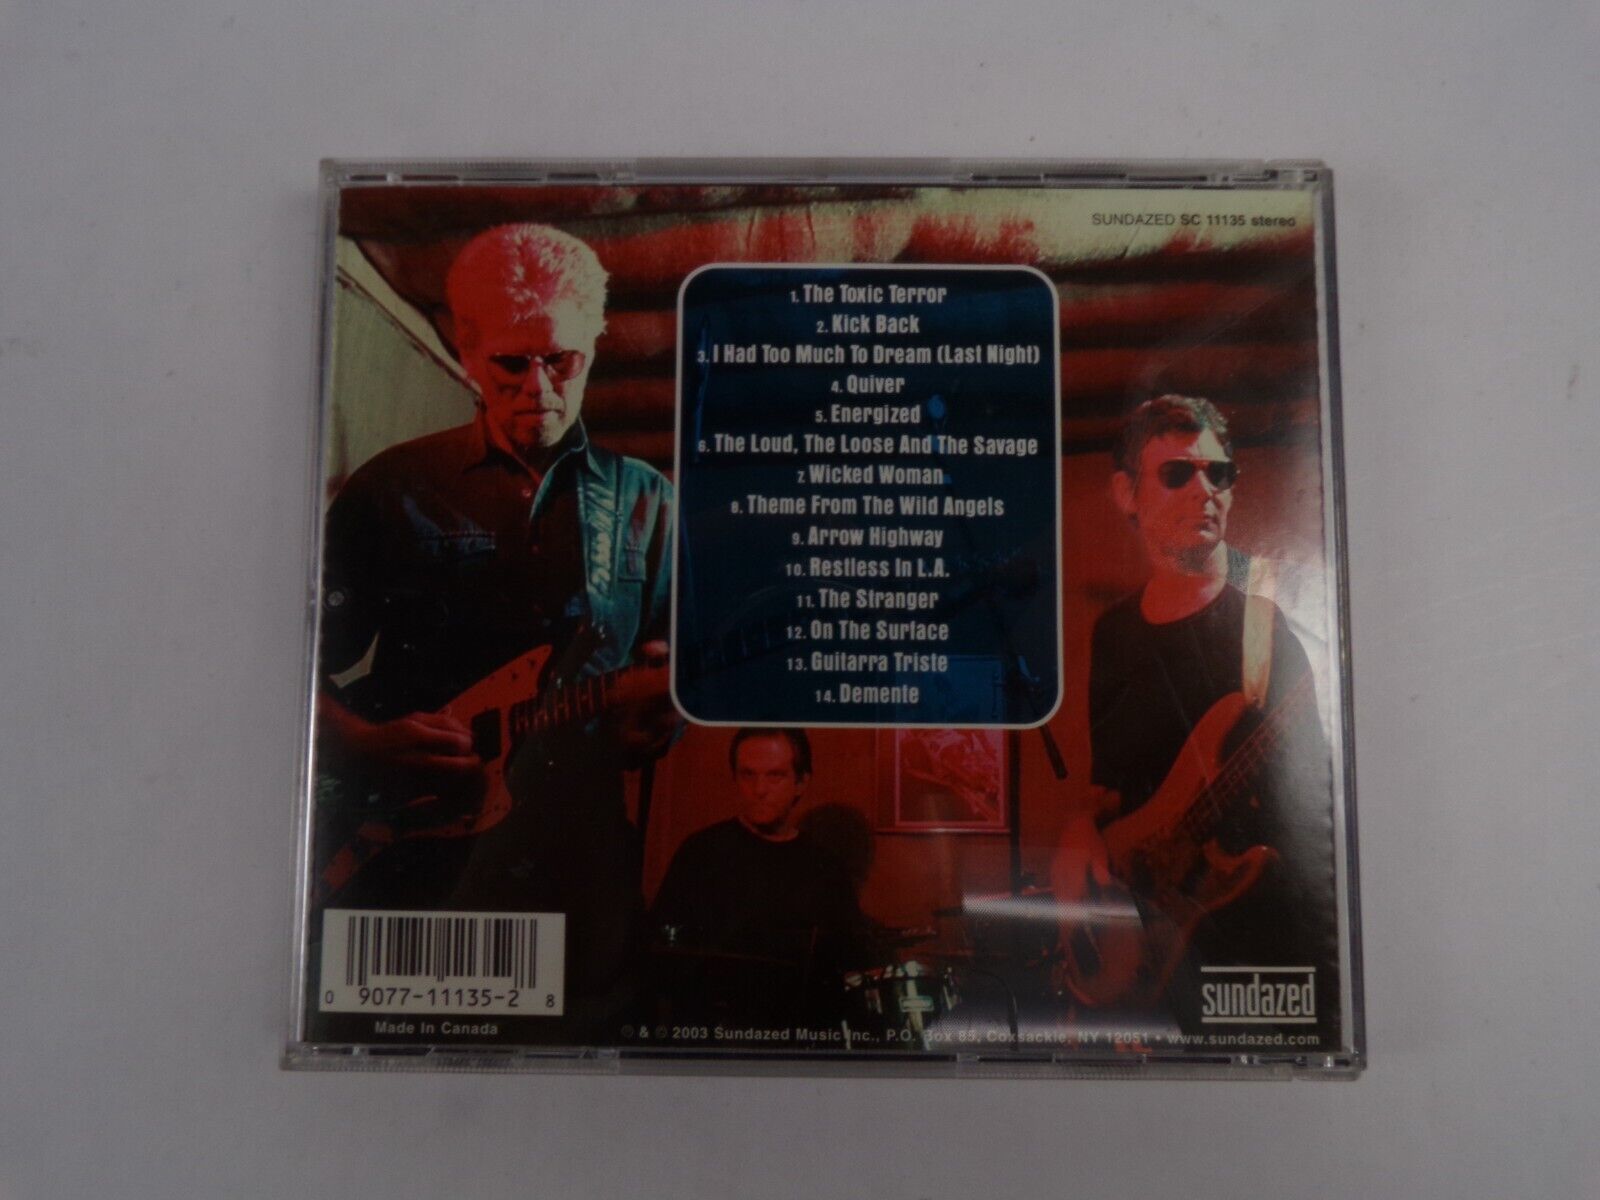 SUNDAZED SC 11135 stereo
1. The Toxic Terror
2. Kick Back
3. I Had Too Much To Dream (Last Night)
4. Quiver
5. Energized
6. The Loud, The Loose And The Savage
7. Wicked Woman
8. Theme From The Wild Angels
9. Arrow Highway
10. Restless In L.A.
11. The Stranger
12. On The Surface
13. Guitarra Triste
14. Demente
0 9077-11135-2 8
Made In Canada
sundazed
℗ & © 2003 Sundazed Music Inc., P.O. Box 85, Coxsackie, NY 12051 • www.sundazed.com